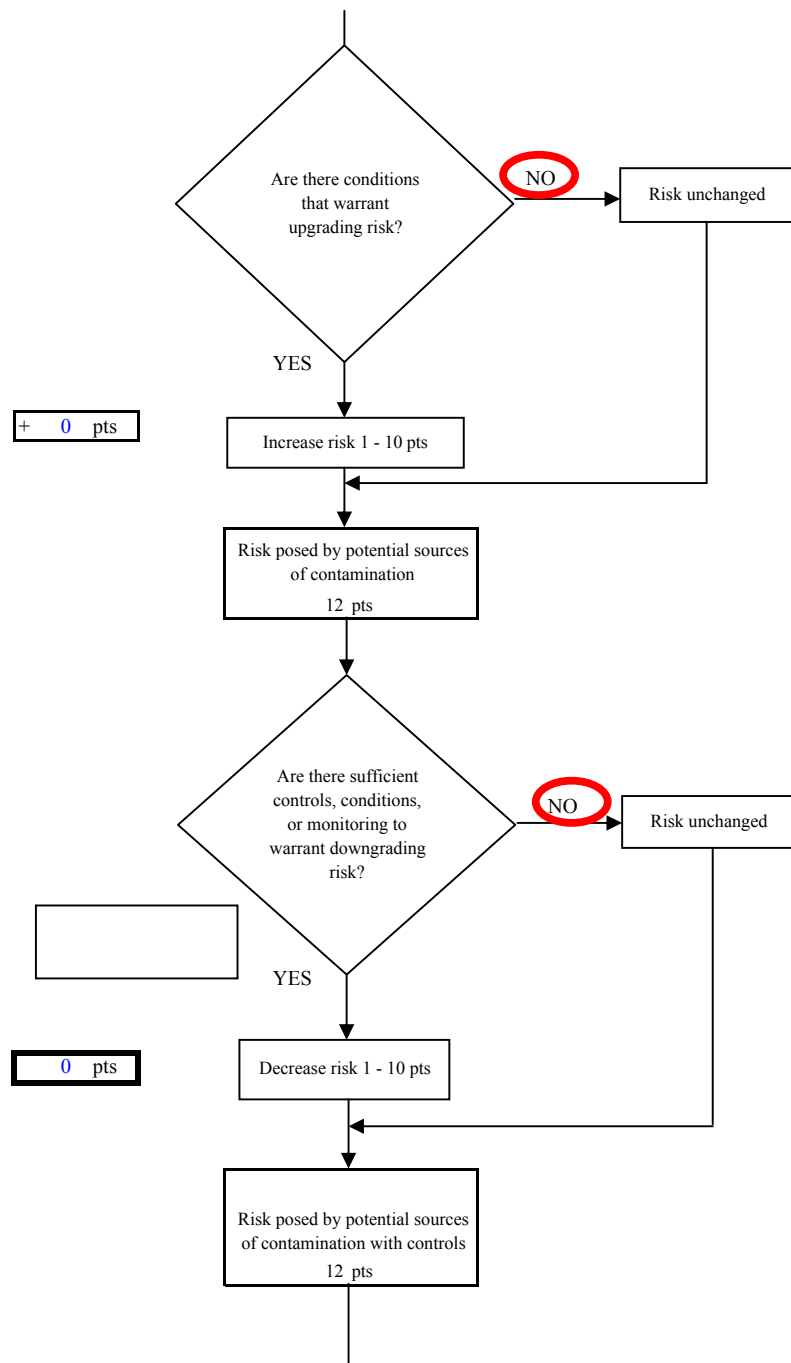 Are there conditions
that warrant
upgrading risk?
NO
Risk unchanged
YES
+ 0 pts
Increase risk 1 - 10 pts
Risk posed by potential sources
of contamination
12 pts
Are there sufficient
controls, conditions,
or monitoring to
warrant downgrading
risk?
NO
Risk unchanged
YES
0 pts
Decrease risk 1 - 10 pts
Risk posed by potential sources
of contamination with controls
12 pts